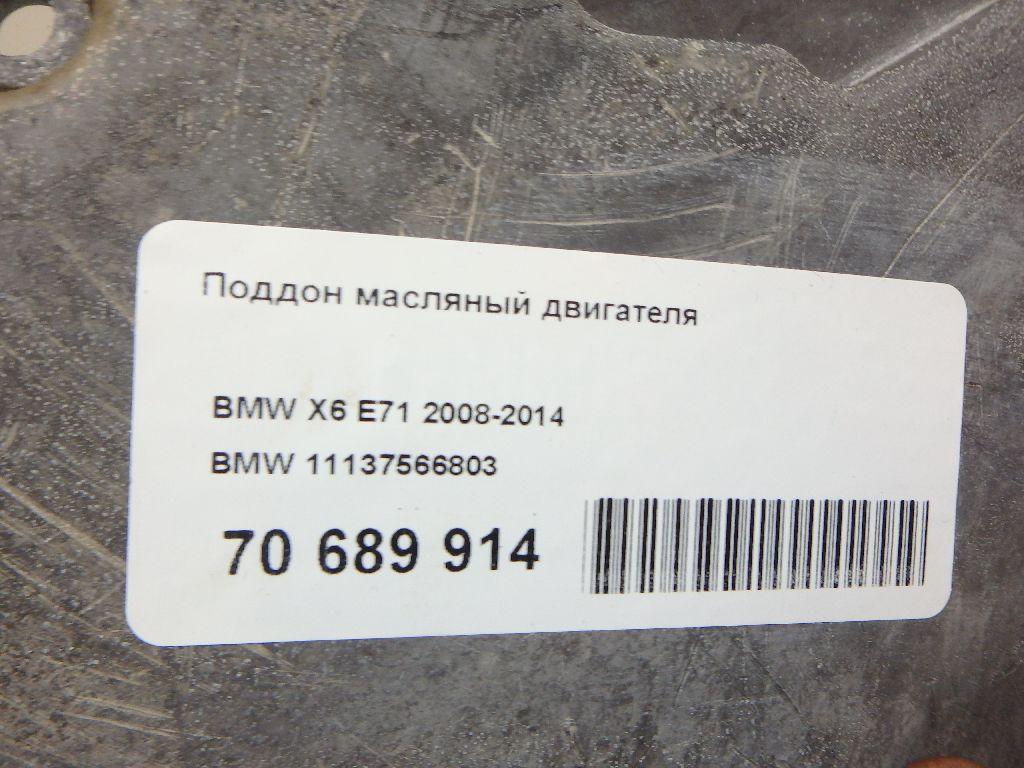 Поддон масляный двигателя
BMW X6 E71 2008-2014
BMW 11137566803
70 689 914